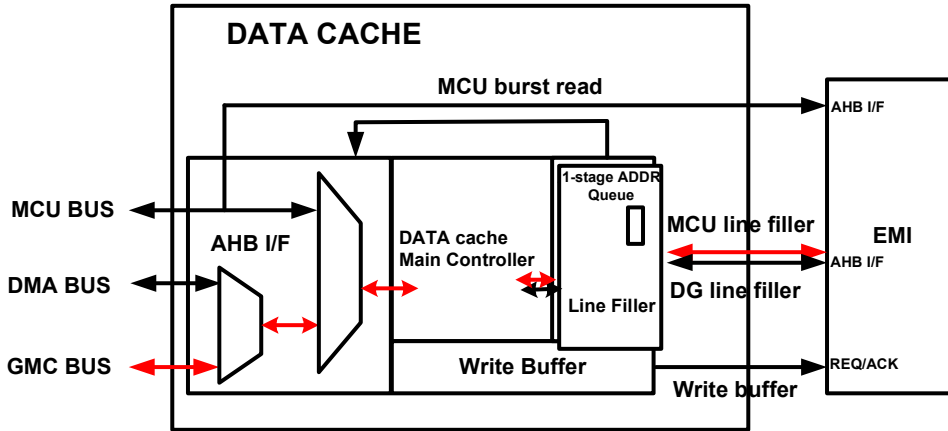 DATA CACHE
MCU burst read
AHB I/F
1-stage ADDR
Queue
MCU BUS
MCU line filler
AHB I/F
DATA cache
Main Controller
EMI
AHB I/F
DMA BUS
DG line filler
Line Filler
GMC BUS
Write Buffer
REQ/ACK
Write buffer